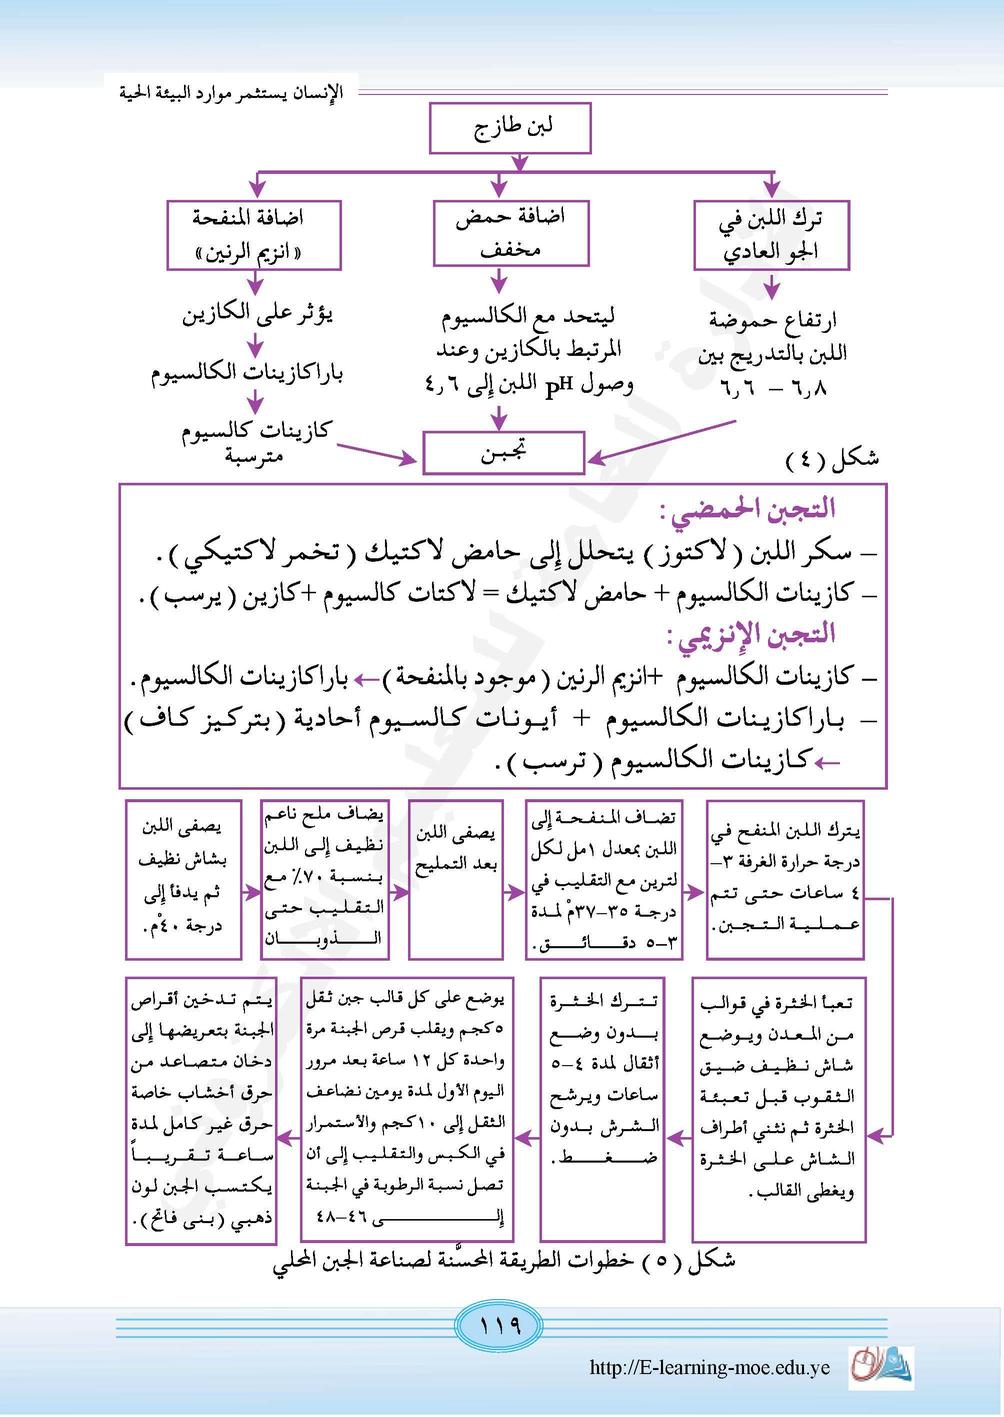 الإنسان يستثمر موارد البيئة الحية
لبن طازج
ترك اللبن في
الجو العادي
ارتفاع حموضة
اللبن بالتدريج بين
٦٫٨ – ٦٫٦
اضافة حمض
مخفف
ليتحد مع الكالسيوم
المرتبط بالكازين وعند
وصول PH اللبن إلى ٤٫٦
اضافة المنفحة
«انزيم الرنين»
يؤثر على الكازين
باراكازينات الكالسيوم
كازينات كالسيوم
مترسبة
تجبـن
شكل (٤)
التجبن الحمضي:
– سكر اللبن (لاكتوز) يتحلل إلى حامض لاكتيك (تخمر لاكتيكي).
– كازينات الكالسيوم + حامض لاكتيك = لاكتات كالسيوم +كازين (يرسب).
التجبن الإنزيمي:
– كازينات الكالسيوم +انزيم الرنين (موجود بالمنفحة) ← باراكازينات الكالسيوم.
– باراكازينات الكالسيوم + أيونات كالسيوم أحادية (بتركيز كاف)
← كازينات الكالسيوم (ترسب).
يصفى اللبن
بشاش نظيف
ثم يدفأ إلى
درجة ٤٠ْم.
يضاف ملح ناعم
نظيف إلى اللبن
بنسبة ٧٠٪ مع
التقليب حتى
الذوبان
يصفى اللبن
بعد التمليح
تضاف المنفحة إلى
اللبن بمعدل ١مل لكل
لترين مع التقليب في
درجة ٣٥–٣٧ْم لمدة
٣–٥ دقائق.
يترك اللبن المنفح في
درجة حرارة الغرفة ٣–
٤ ساعات حتى تتم
عملية التجبن.
تعبأ الخثرة في قوالب
من المعدن ويوضع
شاش نظيف ضيق
الثقوب قبل تعبئة
الخثرة ثم نثني أطراف
الشاش على الخثرة
ويغطى القالب.
تترك الخثرة
بدون وضع
أثقال لمدة ٤–٥
ساعات ويرشح
الشرش بدون
ضغط.
يوضع على كل قالب جبن ثقل
٥كجم ويقلب قرص الجبنة مرة
واحدة كل ١٢ ساعة بعد مرور
اليوم الأول لمدة يومين نضاعف
الثقل إلى ١٠كجم والأستمرار
في الكبس والتقليب إلى أن
تصل نسبة الرطوبة في الجبنة
إلى ٤٦–٤٨
يتم تدخين أقراص
الجبنة بتعريضها إلى
دخان متصاعد من
حرق أخشاب خاصة
حرق غير كامل لمدة
ساعة تقريباً
يكتسب الجبن لون
ذهبي (بنى فاتح).
شكل (٥) خطوات الطريقة المحسَّنة لصناعة الجبن المحلي
١١٩
http://E-learning-moe.edu.ye